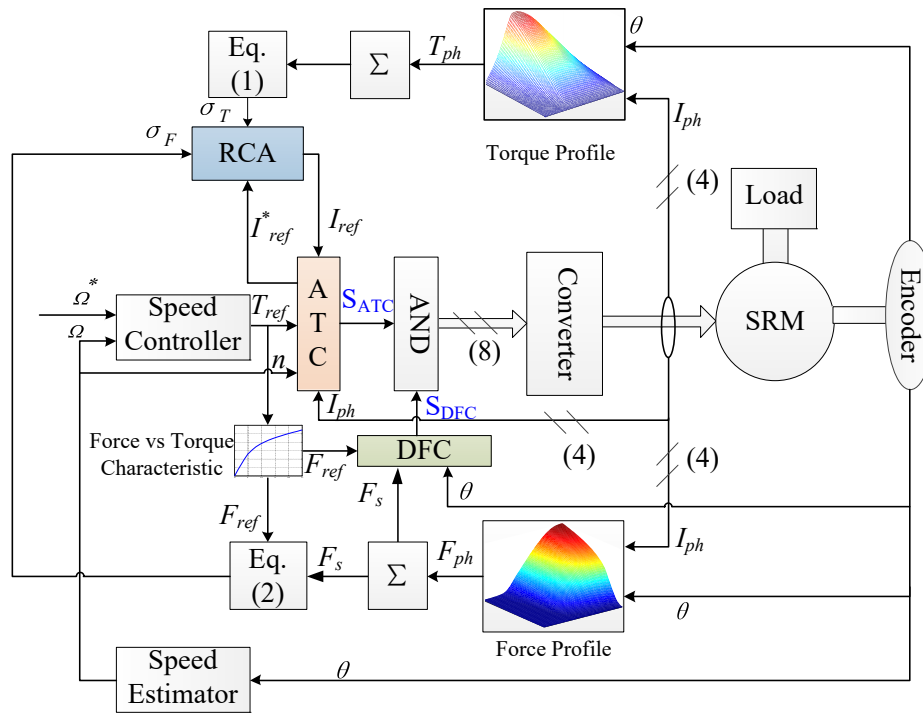 Eq.
(1)
Σ
T_ph
θ
I_ph
σ_T
σ_F
RCA
Torque Profile
(4)
Load
I*_ref
I_ref
Ω*
Ω
Speed
Controller
T_ref
n
A
T
C
S_ATC
AND
(8)
Converter
SRM
Encoder
I_ph
S_DFC
(4)
(4)
Force vs Torque
Characteristic
F_ref
DFC
F_s
θ
F_ref
Eq.
(2)
F_s
Σ
F_ph
I_ph
θ
Force Profile
Speed
Estimator
θ